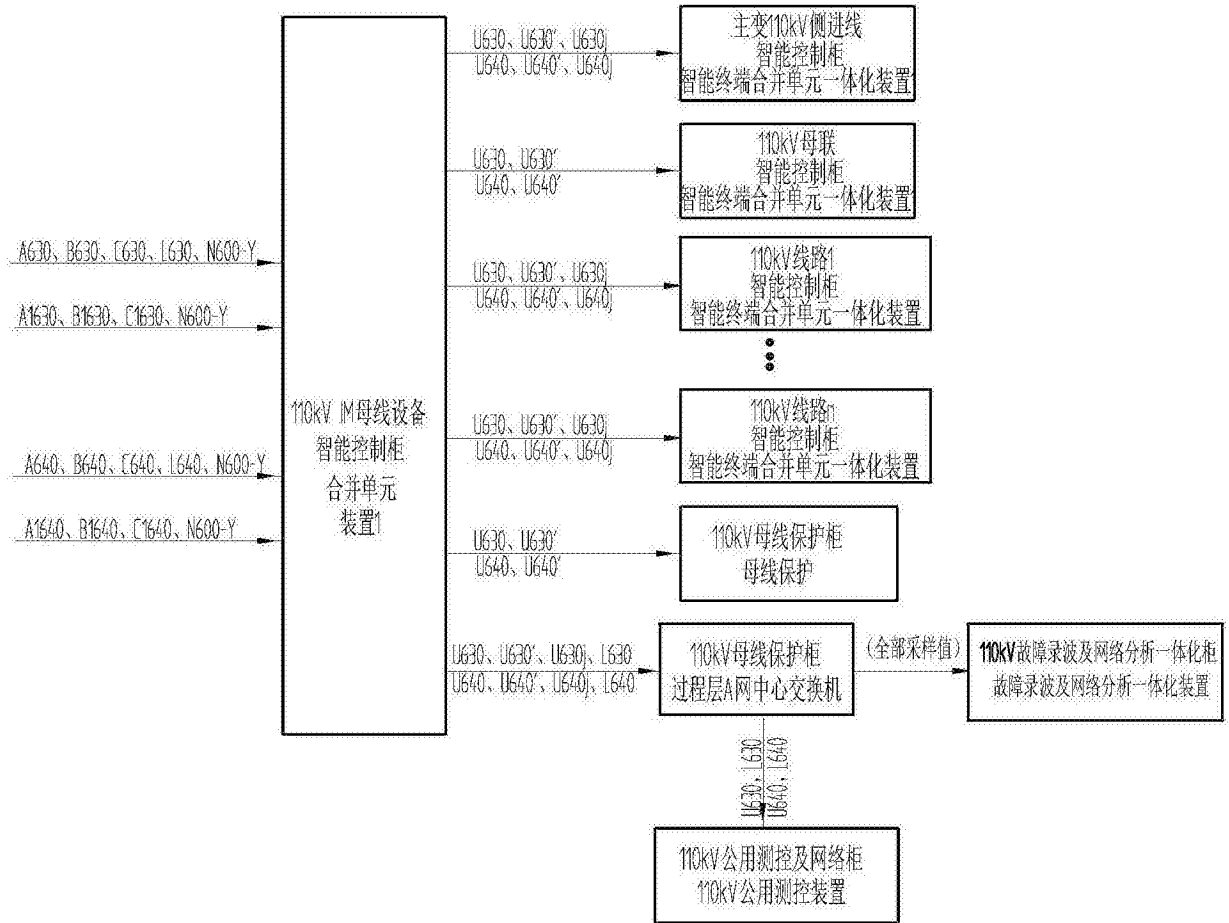 A630、B630、C630、L630、N600-Y
A1630、B1630、C1630、N600-Y
A640、B640、C640、L640、N600-Y
A1640、B1640、C1640、N600-Y
110kV IM母线设备
智能控制柜
合并单元
装置1
U630、U630′、U630j
U640、U640′、U640j
主变110kV侧进线
智能控制柜
智能终端合并单元一体化装置1
U630、U630′
U640、U640′
110kV母联
智能控制柜
智能终端合并单元一体化装置1
U630、U630′、U630j
U640、U640′、U640j
110kV线路1
智能控制柜
智能终端合并单元一体化装置
U630、U630′、U630j
U640、U640′、U640j
110kV线路n
智能控制柜
智能终端合并单元一体化装置
U630、U630′
U640、U640′
110kV母线保护柜
母线保护
U630、U630′、U630j、L630
U640、U640′、U640j、L640
110kV母线保护柜
过程层A网中心交换机
（全部采样值）
110kV故障录波及网络分析一体化柜
故障录波及网络分析一体化装置
U630、L630
U640、L640
110kV公用测控及网络柜
110kV公用测控装置